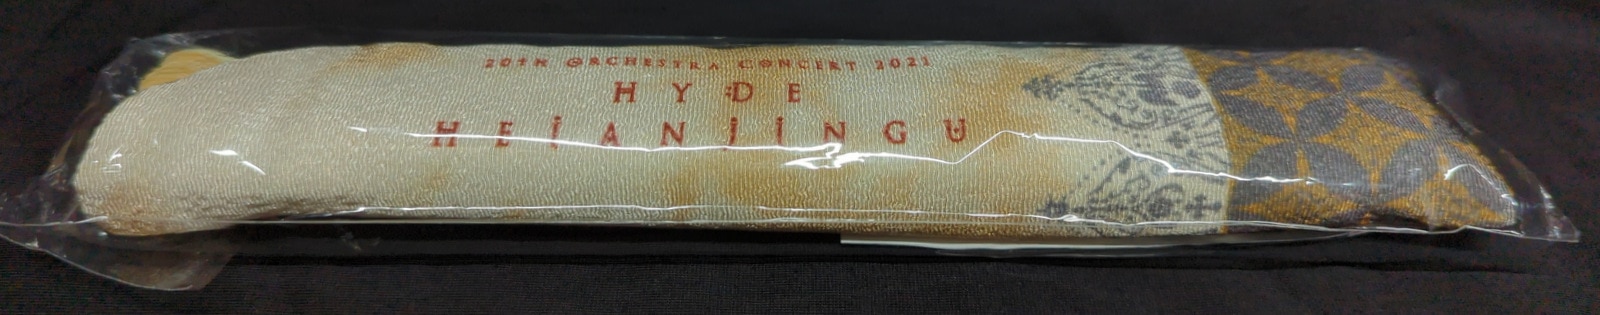 20TH ORCHESTRA CONCERT 2021
HYDE
HEIANJINGU